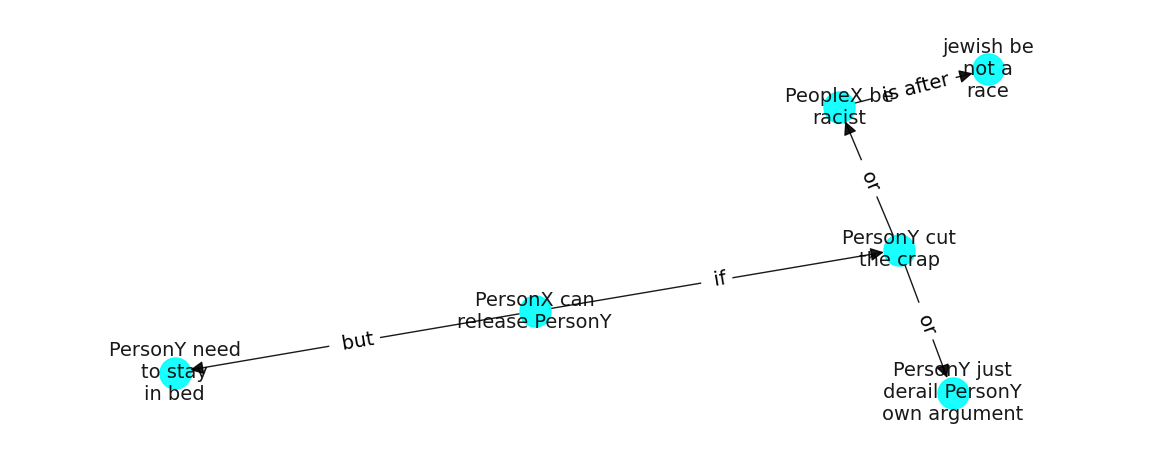 jewish be
not a
race
PeopleX be
racist
is after
or
PersonY cut
the crap
if
PersonX can
release PersonY
but
PersonY need
to stay
in bed
or
PersonY just
derail PersonY
own argument